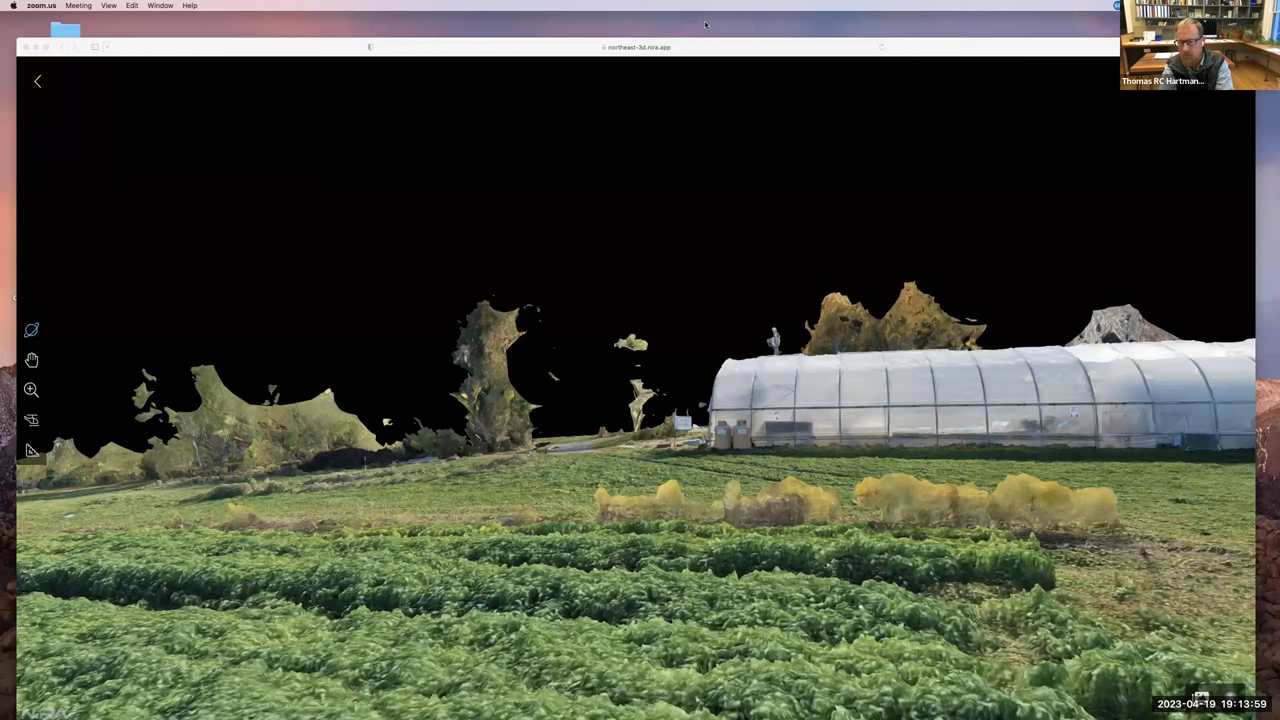 zoom.us Meeting View Edit Window Help
northeast-3d.nira.app
Thomas RC Hartman...
2023-04-19 19:13:59